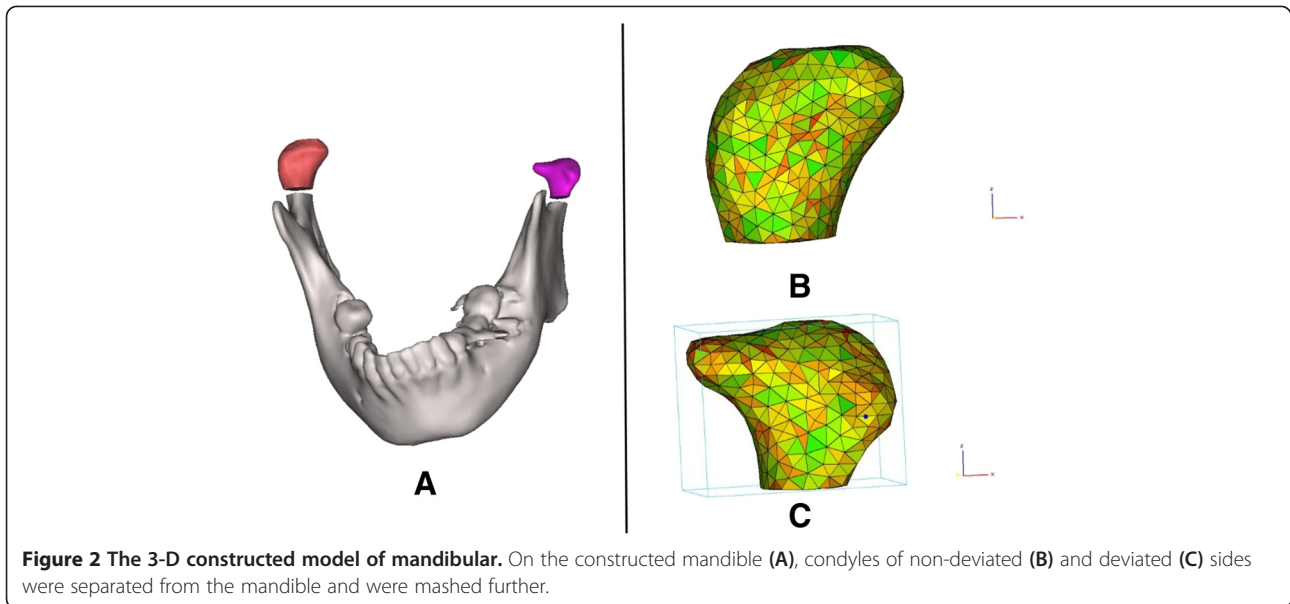 A
B
z
x
C
z
x
Figure 2 The 3-D constructed model of mandibular. On the constructed mandible (A), condyles of non-deviated (B) and deviated (C) sides
were separated from the mandible and were mashed further.